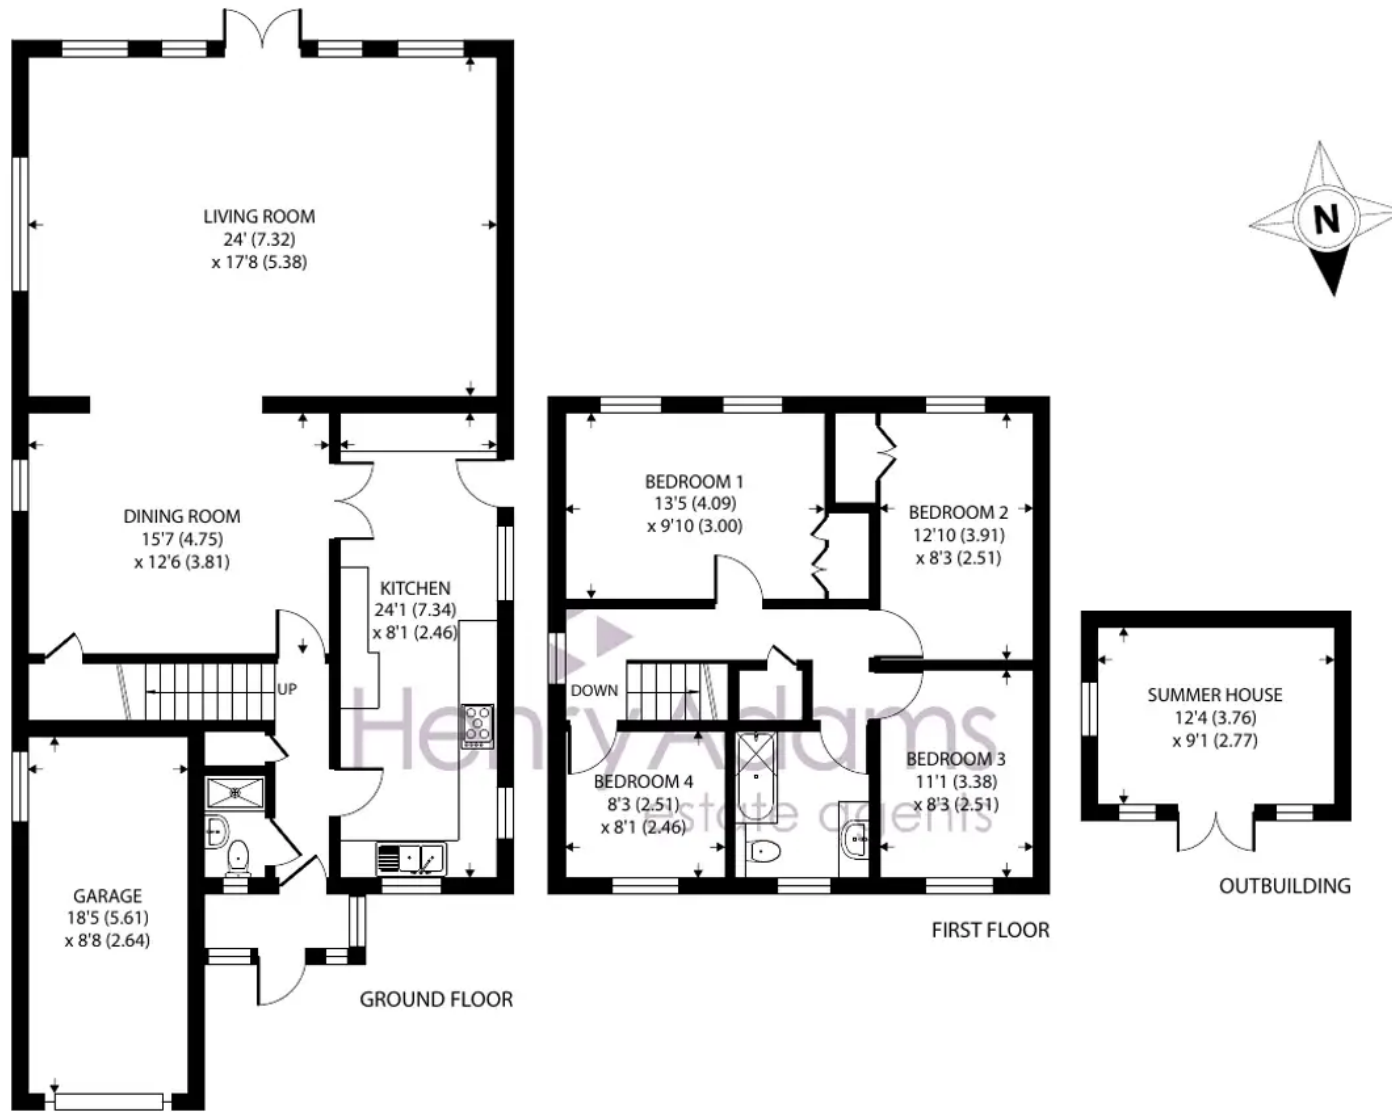 LIVING ROOM
24' (7.32)
x 17'8 (5.38)
N
DINING ROOM
15'7 (4.75)
x 12'6 (3.81)
KITCHEN
24'1 (7.34)
x 8'1 (2.46)
UP
GARAGE
18'5 (5.61)
x 8'8 (2.64)
GROUND FLOOR
BEDROOM 1
13'5 (4.09)
x 9'10 (3.00)
BEDROOM 2
12'10 (3.91)
x 8'3 (2.51)
DOWN
BEDROOM 4
8'3 (2.51)
x 8'1 (2.46)
BEDROOM 3
11'1 (3.38)
x 8'3 (2.51)
FIRST FLOOR
SUMMER HOUSE
12'4 (3.76)
x 9'1 (2.77)
OUTBUILDING
Henry Adams
estate agents